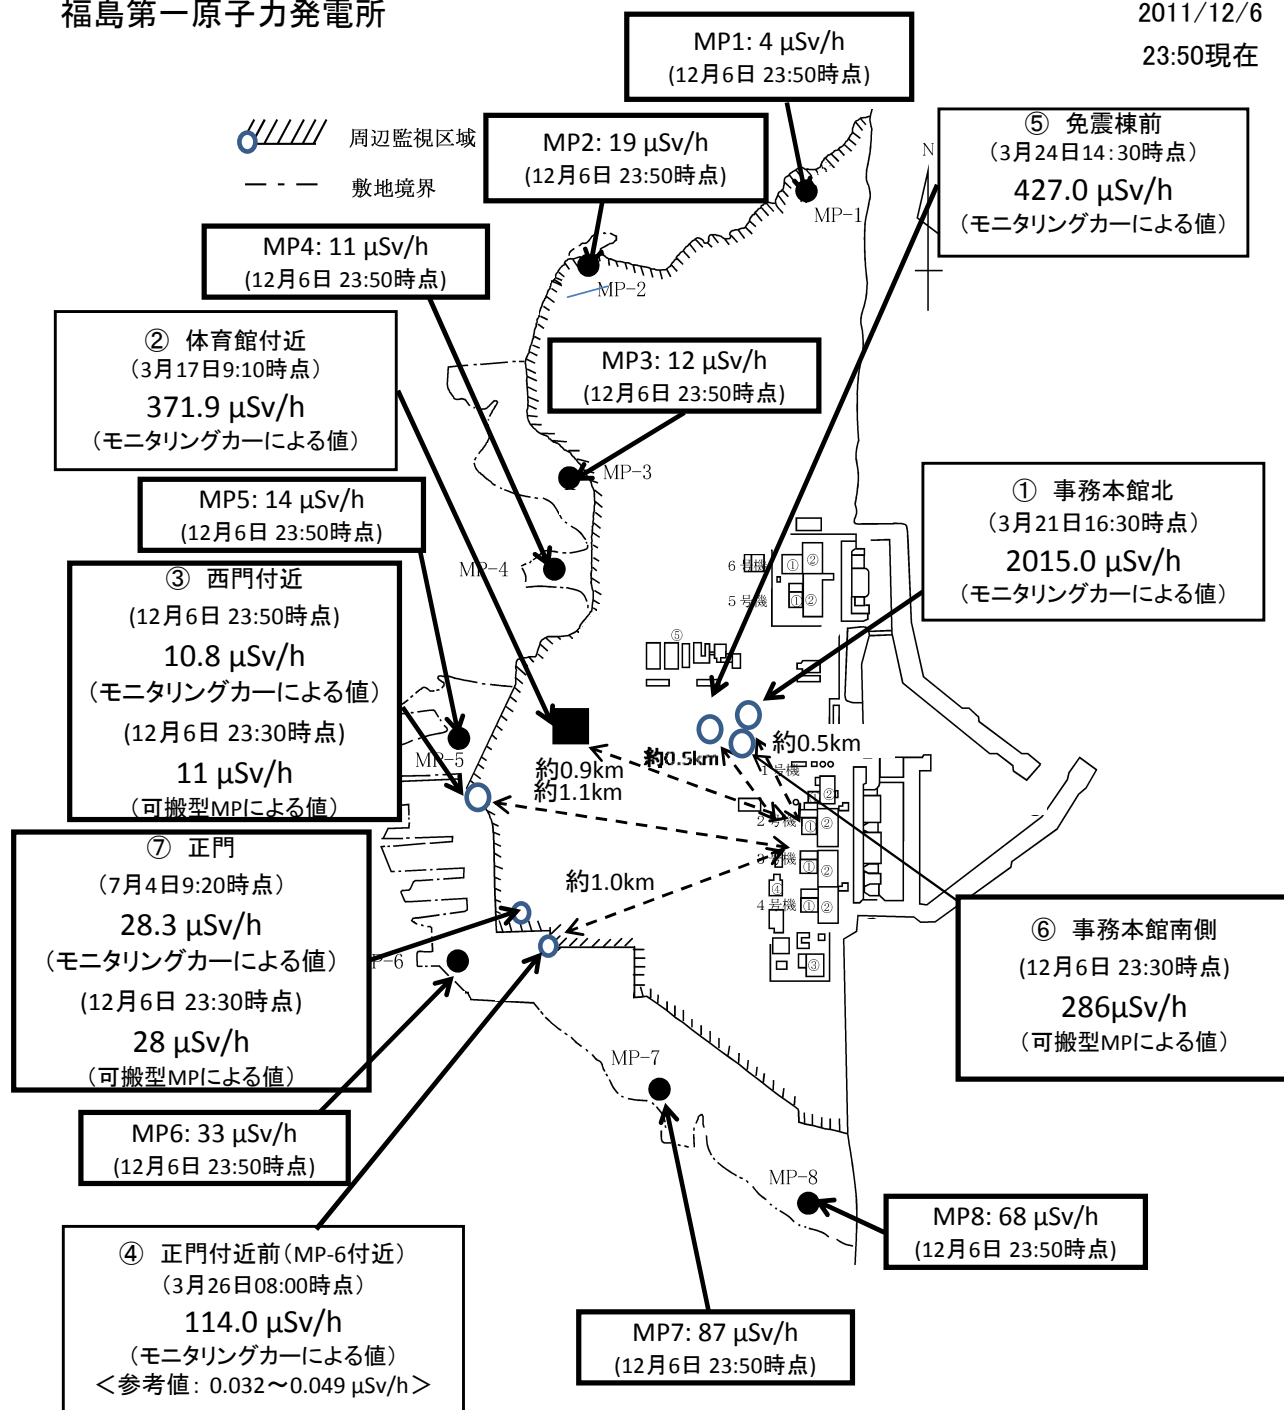 福島第一原子力発電所
2011/12/6
23:50現在
周辺監視区域
敷地境界
N
MP1: 4 μSv/h
(12月6日 23:50時点)
MP2: 19 μSv/h
(12月6日 23:50時点)
⑤ 免震棟前
(3月24日14:30時点)
427.0 μSv/h
(モニタリングカーによる値)
MP4: 11 μSv/h
(12月6日 23:50時点)
② 体育館付近
(3月17日9:10時点)
371.9 μSv/h
(モニタリングカーによる値)
MP3: 12 μSv/h
(12月6日 23:50時点)
MP5: 14 μSv/h
(12月6日 23:50時点)
① 事務本館北
(3月21日16:30時点)
2015.0 μSv/h
(モニタリングカーによる値)
③ 西門付近
(12月6日 23:50時点)
10.8 μSv/h
(モニタリングカーによる値)
(12月6日 23:30時点)
11 μSv/h
(可搬型MPによる値)
⑦ 正門
(7月4日9:20時点)
28.3 μSv/h
(モニタリングカーによる値)
(12月6日 23:30時点)
28 μSv/h
(可搬型MPによる値)
⑥ 事務本館南側
(12月6日 23:30時点)
286μSv/h
(可搬型MPによる値)
MP6: 33 μSv/h
(12月6日 23:50時点)
④ 正門付近前(MP-6付近)
(3月26日08:00時点)
114.0 μSv/h
(モニタリングカーによる値)
<参考値: 0.032~0.049 μSv/h>
MP7: 87 μSv/h
(12月6日 23:50時点)
MP8: 68 μSv/h
(12月6日 23:50時点)
MP-1
MP-2
MP-3
MP-4
MP-5
P-6
MP-7
MP-8
6号機 ① ②
5号機 ① ②
⑤
約0.5km
約0.5km
約0.9km
約1.1km
約1.0km
1号機
① ②
2号機 ① ②
3号機 ① ②
④
4号機 ① ②
③